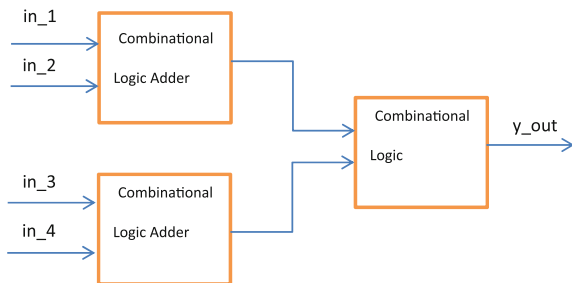 in_1
in_2
Combinational
Logic Adder
Combinational
Logic
y_out
in_3
in_4
Combinational
Logic Adder